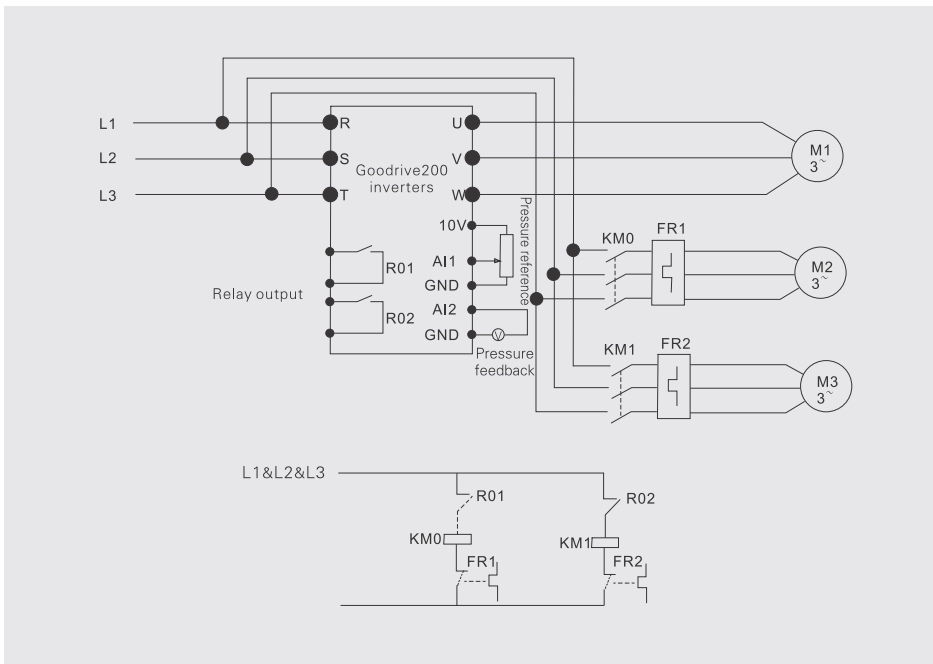 L1
L2
L3
R
S
T
U
V
W
Goodrive200
inverters
10V
AI1
GND
AI2
GND
V
Pressure reference
Pressure
feedback
Relay output
R01
R02
M1
3~
KM0
FR1
M2
3~
KM1
FR2
M3
3~
L1&L2&L3
R01
R02
KM0
KM1
FR1
FR2